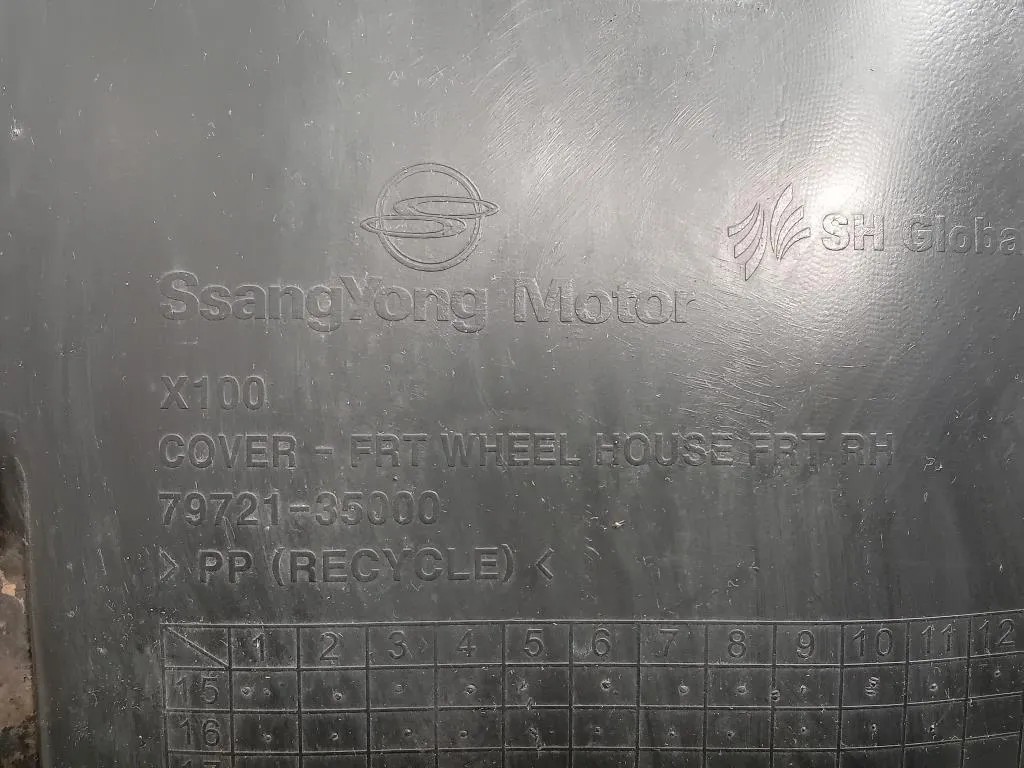 SsangYong Motor
SH Globa
X100
COVER - FRT WHEEL HOUSE FRT RH
79721-35000
> PP (RECYCLE) <
1 2 3 4 5 6 7 8 9 10 11 12
15
16